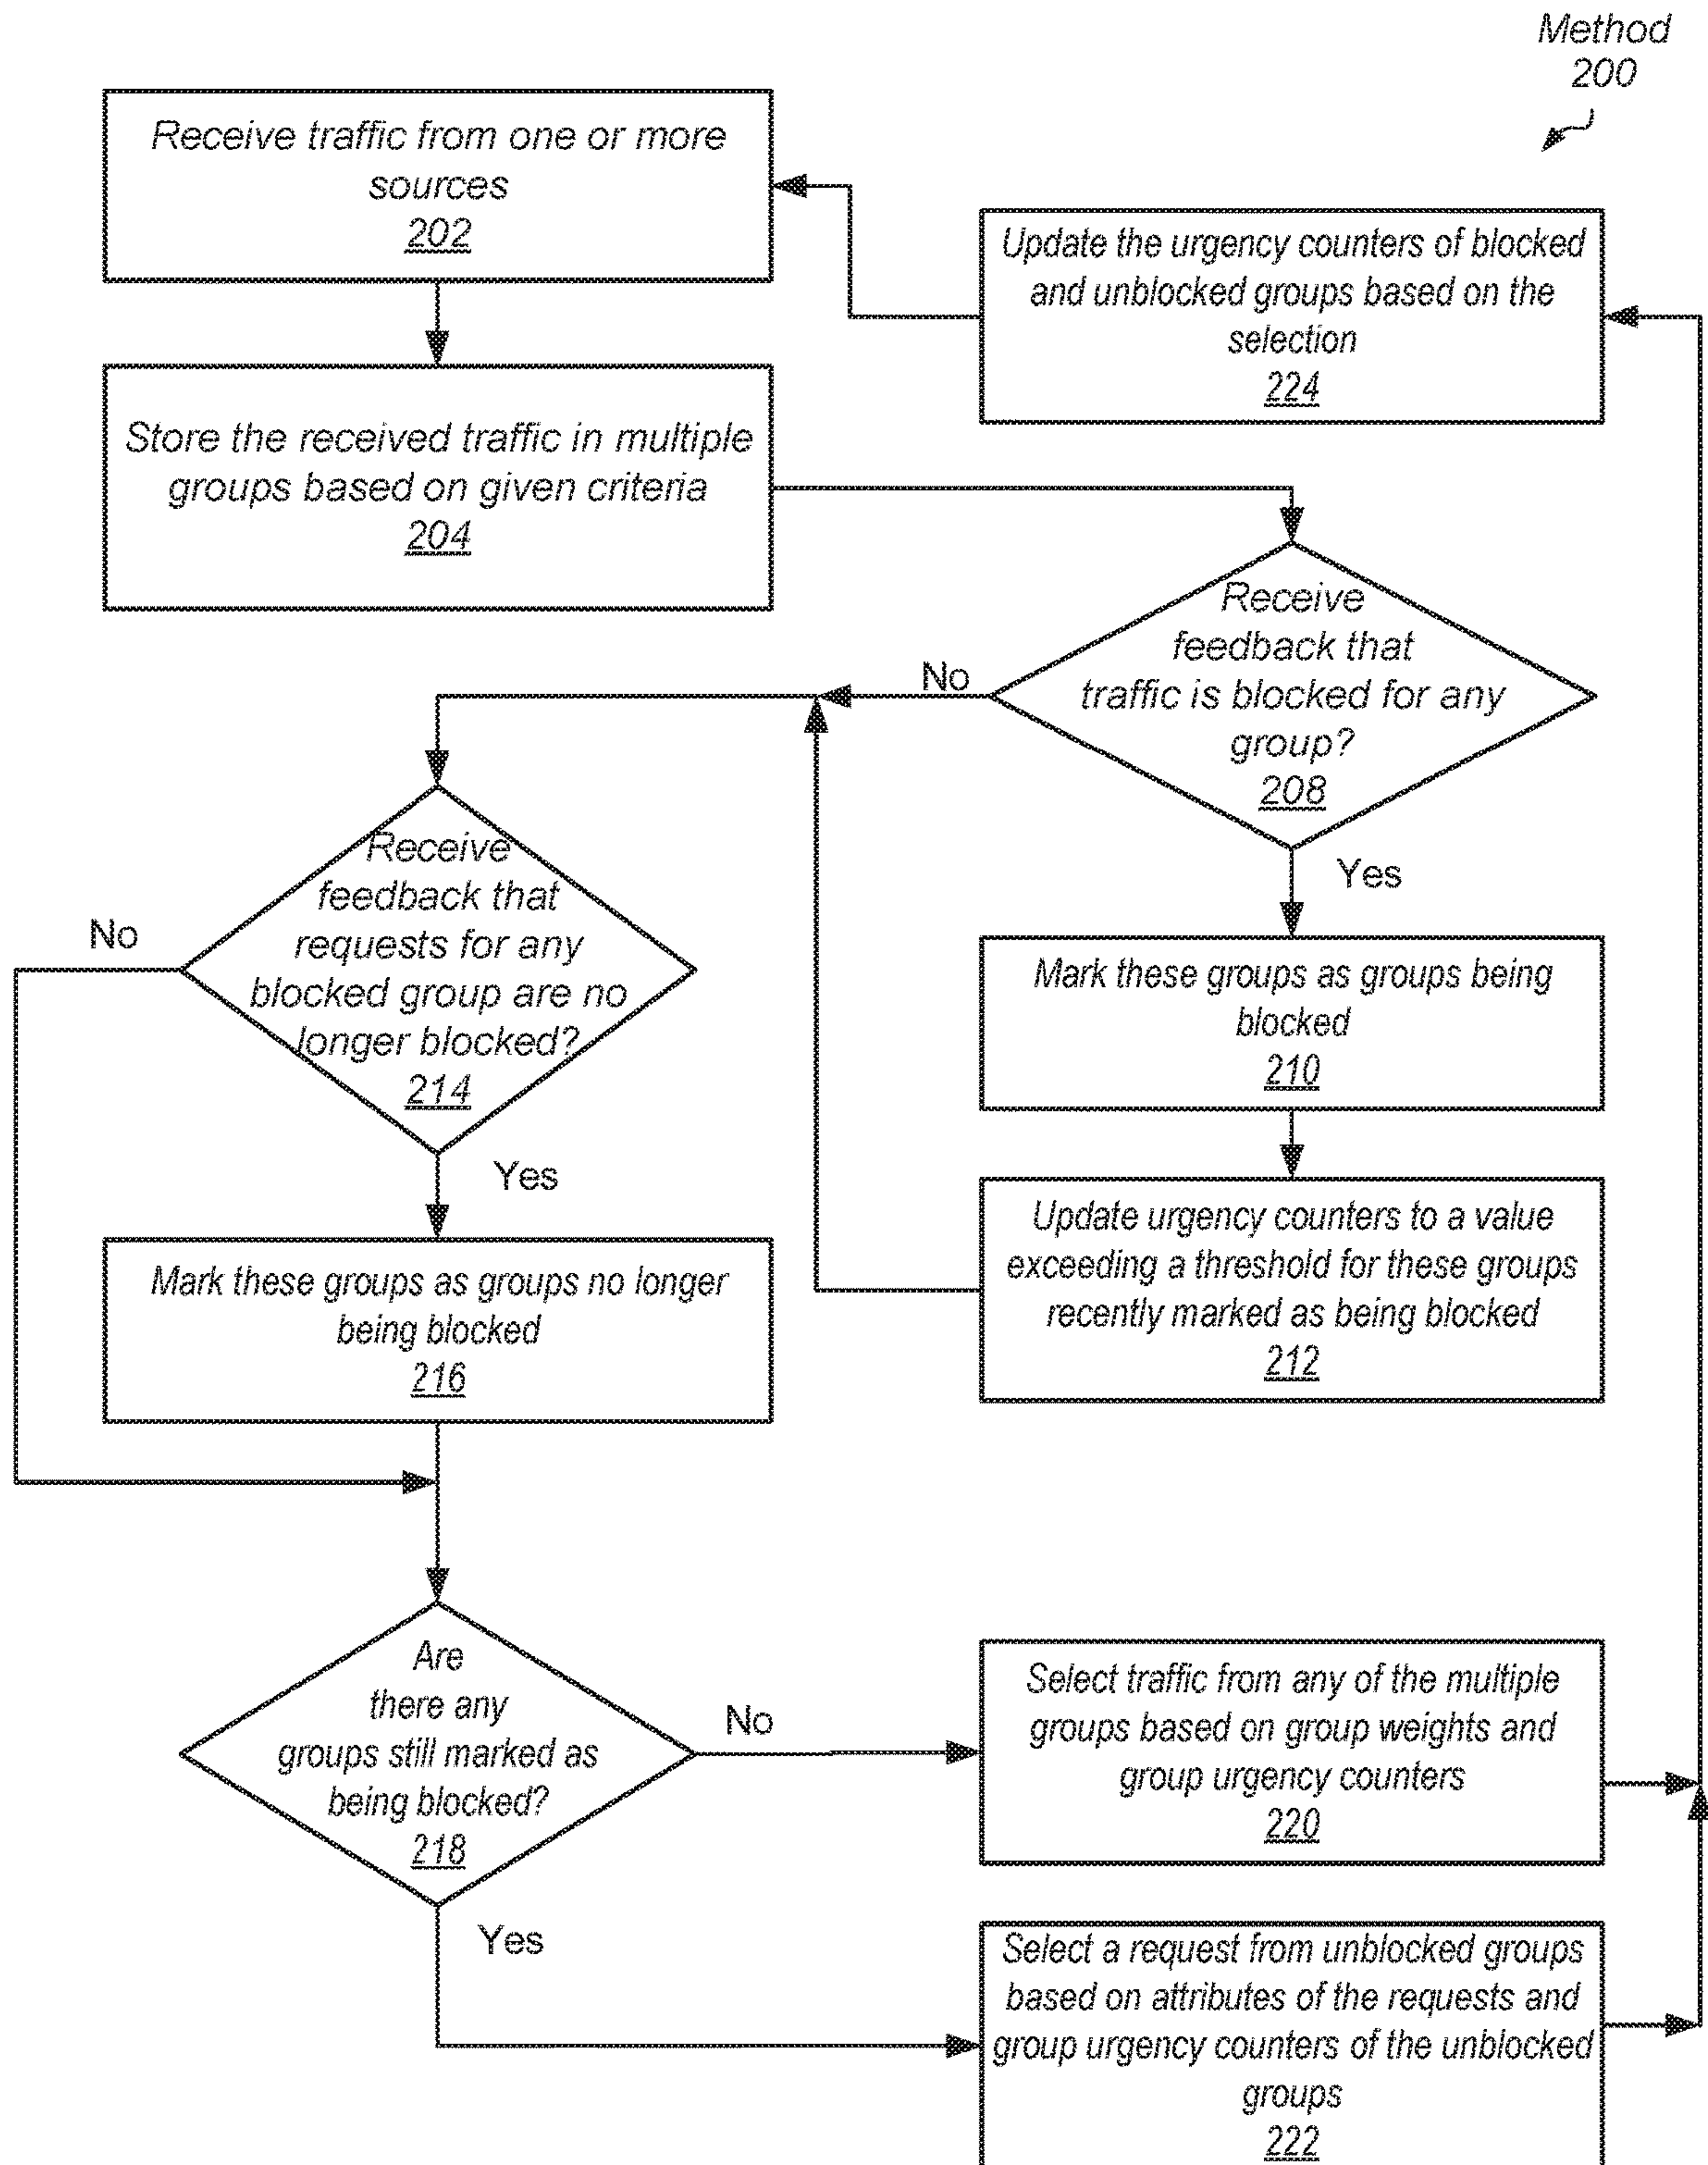 Method
200
Receive traffic from one or more
sources
202
Update the urgency counters of blocked
and unblocked groups based on the
selection
224
Store the received traffic in multiple
groups based on given criteria
204
Receive
feedback that
traffic is blocked for any
group?
208
No
Yes
Receive
feedback that
requests for any
blocked group are no
longer blocked?
214
No
Yes
Mark these groups as groups being
blocked
210
Update urgency counters to a value
exceeding a threshold for these groups
recently marked as being blocked
212
Mark these groups as groups no longer
being blocked
216
Are
there any
groups still marked as
being blocked?
218
No
Yes
Select traffic from any of the multiple
groups based on group weights and
group urgency counters
220
Select a request from unblocked groups
based on attributes of the requests and
group urgency counters of the unblocked
groups
222